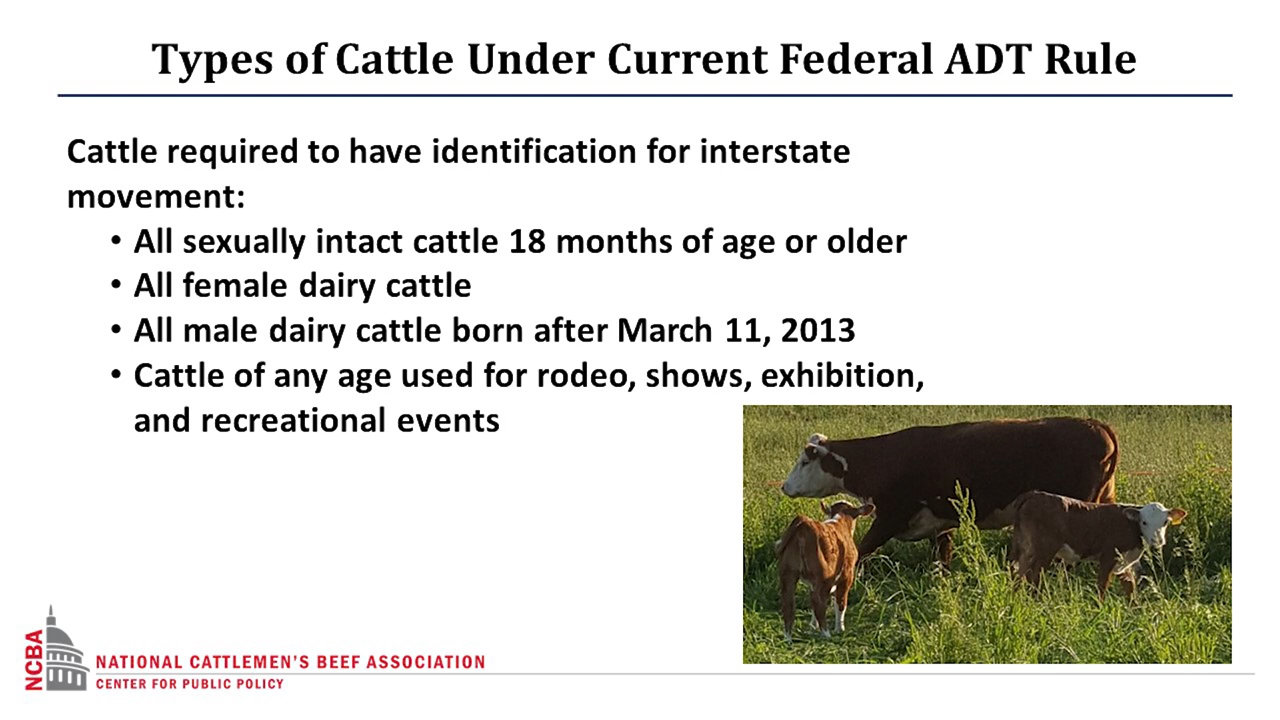 Types of Cattle Under Current Federal ADT Rule
Cattle required to have identification for interstate
movement:
• All sexually intact cattle 18 months of age or older
• All female dairy cattle
• All male dairy cattle born after March 11, 2013
• Cattle of any age used for rodeo, shows, exhibition,
and recreational events
NCBA
NATIONAL CATTLEMEN'S BEEF ASSOCIATION
CENTER FOR PUBLIC POLICY